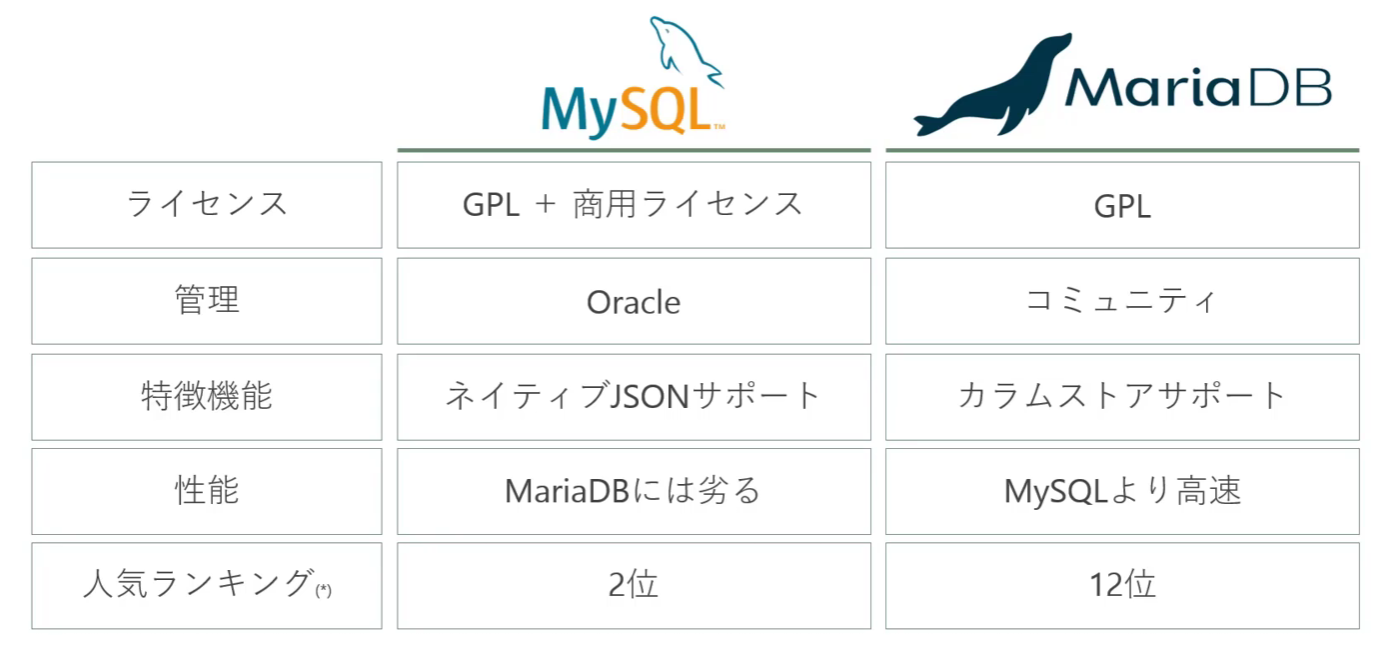 MySQL™
MariaDB
ライセンス
GPL ＋ 商用ライセンス
GPL
管理
Oracle
コミュニティ
特徴機能
ネイティブJSONサポート
カラムストアサポート
性能
MariaDBには劣る
MySQLより高速
人気ランキング(*)
2位
12位